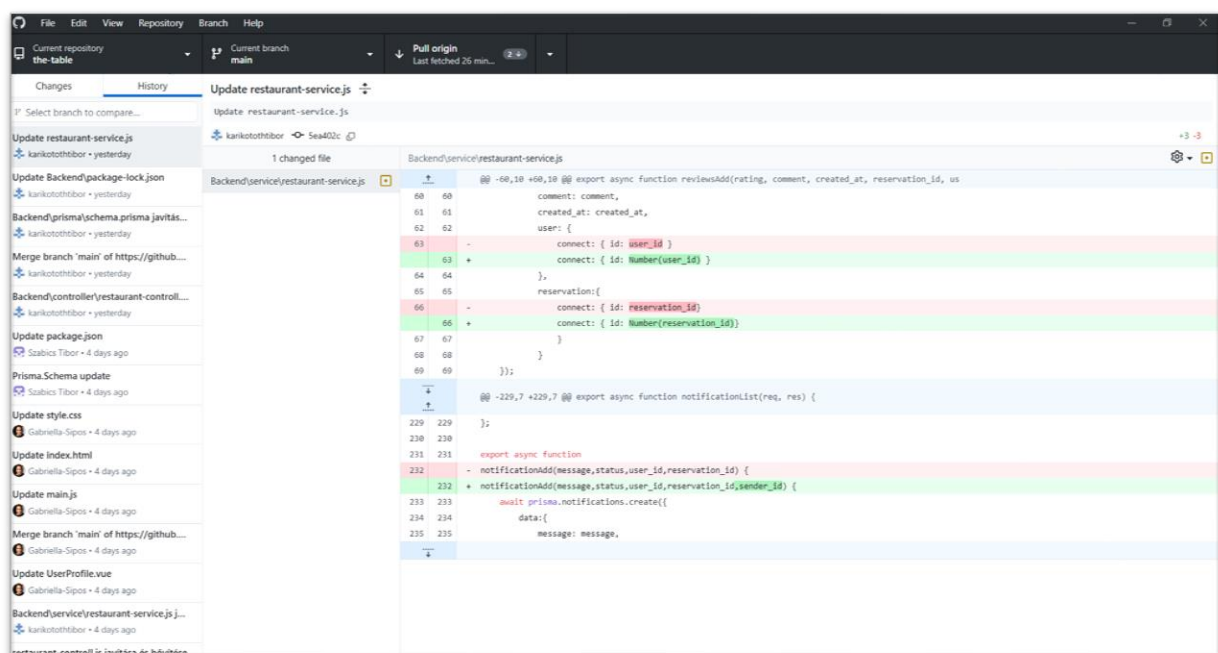 File Edit View Repository Branch Help
Current repository
the-table
Current branch
main
Pull origin
Last fetched 26 min...
2
Changes History
Select branch to compare...
Update restaurant-service.js
karikotothtibor • yesterday
Update Backend\package-lock.json
karikotothtibor • yesterday
Backend\prisma\schema.prisma javítás...
karikotothtibor • yesterday
Merge branch 'main' of https://github....
karikotothtibor • yesterday
Backend\controller\restaurant-controll....
karikotothtibor • yesterday
Update package.json
Szabics Tibor • 4 days ago
Prisma.Schema update
Szabics Tibor • 4 days ago
Update style.css
Gabriella-Sipos • 4 days ago
Update index.html
Gabriella-Sipos • 4 days ago
Update main.js
Gabriella-Sipos • 4 days ago
Merge branch 'main' of https://github....
Gabriella-Sipos • 4 days ago
Update UserProfile.vue
Gabriella-Sipos • 4 days ago
Backend\service\restaurant-service.js j...
karikotothtibor • 4 days ago
Update restaurant-service.js
Update restaurant-service.js
karikotothtibor 5ea402c
+3 -3
1 changed file
Backend\service\restaurant-service.js
Backend\service\restaurant-service.js
@@ -60,10 +60,10 @@ export async function reviewsAdd(rating, comment, created_at, reservation_id, us
60 60 comment: comment,
61 61 created_at: created_at,
62 62 user: {
63 - connect: { id: user_id }
63 + connect: { id: Number(user_id) }
64 64 },
65 65 reservation:{
66 - connect: { id: reservation_id}
66 + connect: { id: Number(reservation_id)}
67 67 }
68 68 }
69 69 });
@@ -229,7 +229,7 @@ export async function notificationList(req, res) {
229 229 };
230 230
231 231 export async function
232 - notificationAdd(message,status,user_id,reservation_id) {
232 + notificationAdd(message,status,user_id,reservation_id,sender_id) {
233 233 await prisma.notifications.create({
234 234 data:{
235 235 message: message,